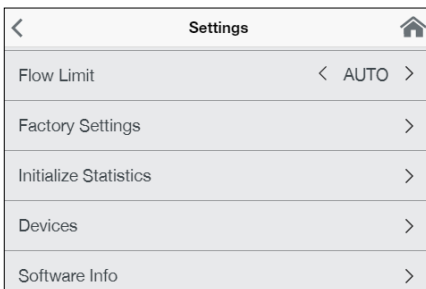 Settings
Flow Limit < AUTO >
Factory Settings >
Initialize Statistics >
Devices >
Software Info >